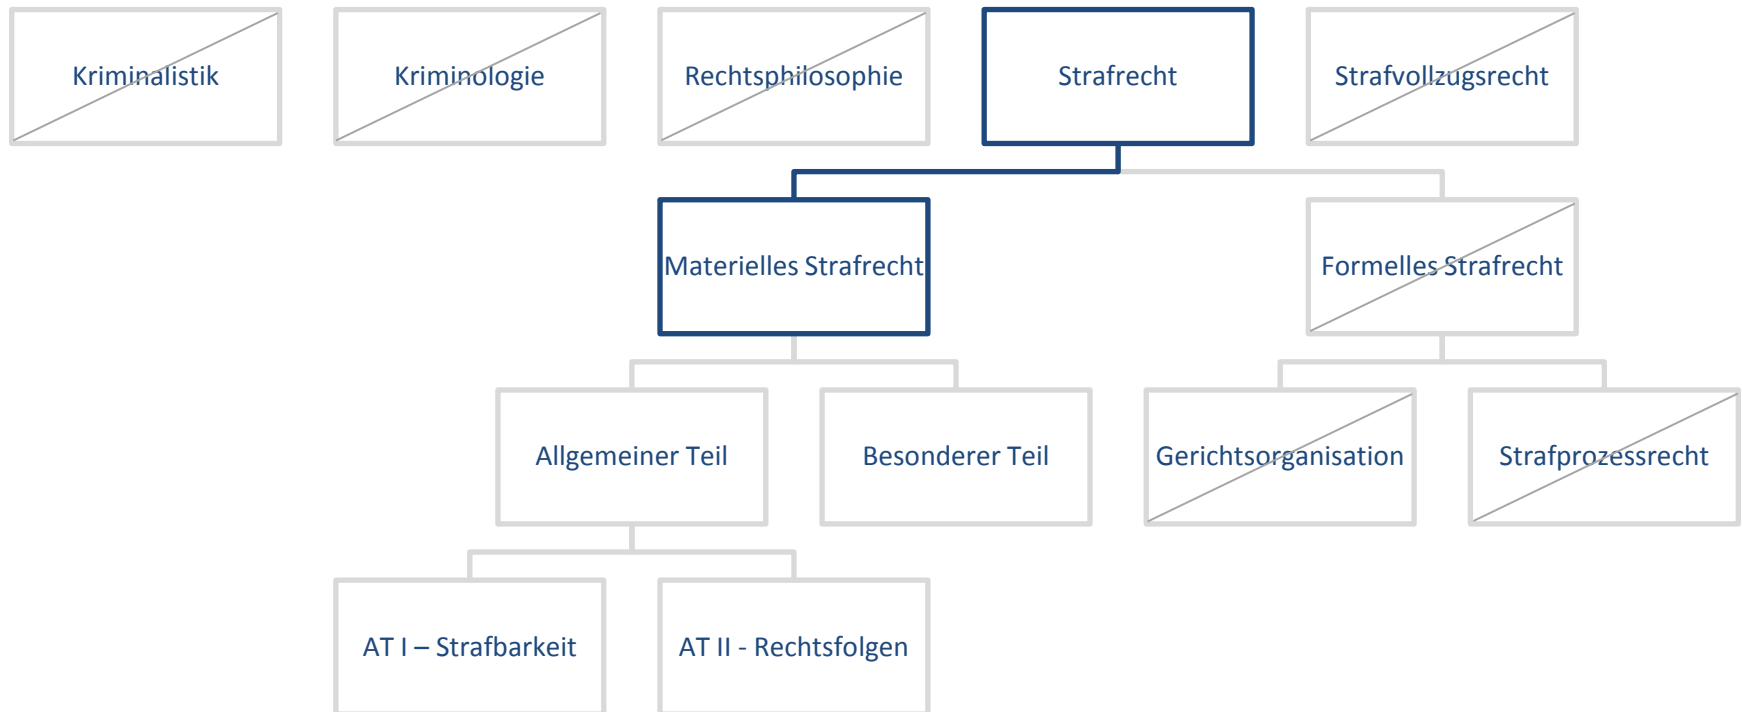 Kriminalistik
Kriminologie
Rechtsphilosophie
Strafrecht
Strafvollzugsrecht
Materielles Strafrecht
Formelles Strafrecht
Allgemeiner Teil
Besonderer Teil
Gerichtsorganisation
Strafprozessrecht
AT I – Strafbarkeit
AT II - Rechtsfolgen